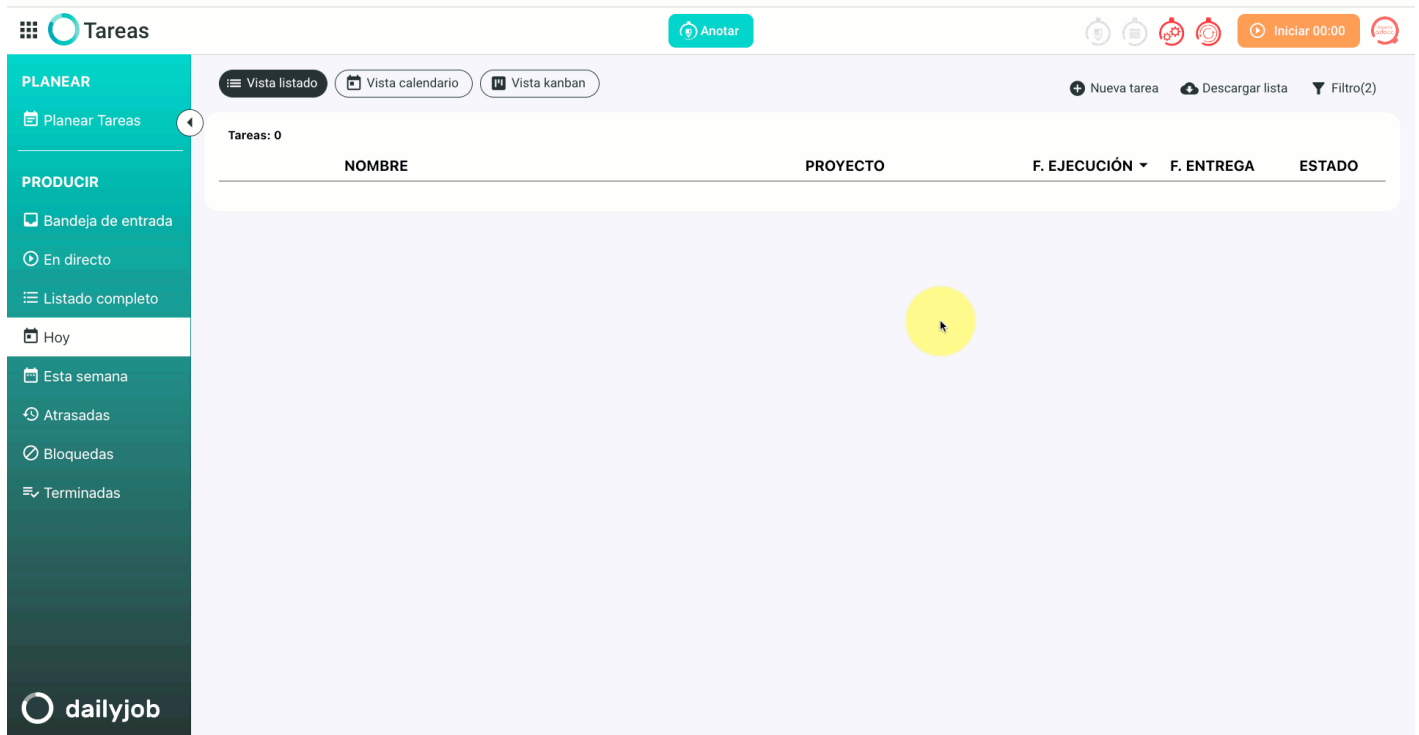 Tareas
Anotar
Iniciar 00:00
PLANEAR
Planear Tareas
PRODUCIR
Bandeja de entrada
En directo
Listado completo
Hoy
Esta semana
Atrasadas
Bloquedas
Terminadas
dailyjob
Vista listado
Vista calendario
Vista kanban
Nueva tarea
Descargar lista
Filtro(2)
Tareas: 0
NOMBRE PROYECTO F. EJECUCIÓN F. ENTREGA ESTADO